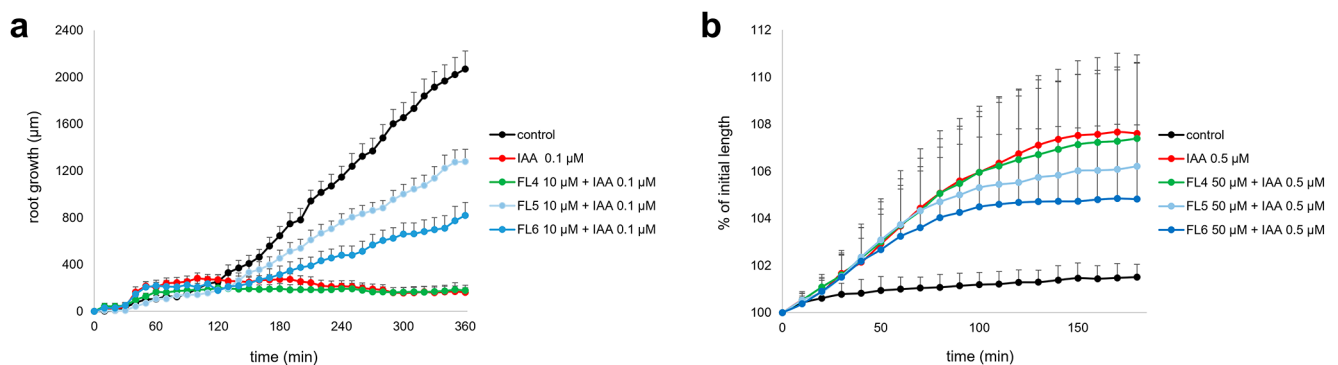 a
2400
2000
1600
1200
800
400
0
root growth (µm)
0 60 120 180 240 300 360
time (min)
control
IAA 0.1 µM
FL4 10 µM + IAA 0.1 µM
FL5 10 µM + IAA 0.1 µM
FL6 10 µM + IAA 0.1 µM
b
112
110
108
106
104
102
100
% of initial length
0 50 100 150
time (min)
control
IAA 0.5 µM
FL4 50 µM + IAA 0.5 µM
FL5 50 µM + IAA 0.5 µM
FL6 50 µM + IAA 0.5 µM